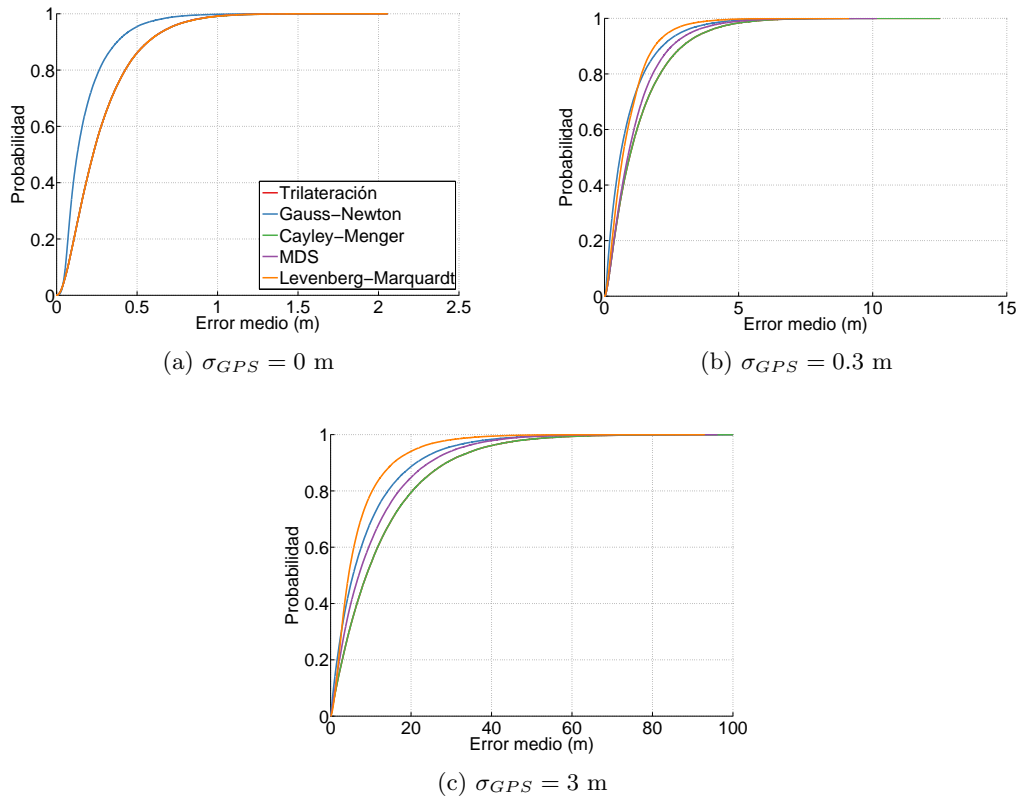 1
0.8
0.6
0.4
0.2
0
Probabilidad
0 0.5 1 1.5 2 2.5
Error medio (m)
Trilateración
Gauss−Newton
Cayley−Menger
MDS
Levenberg−Marquardt
(a) σGPS = 0 m
1
0.8
0.6
0.4
0.2
0
Probabilidad
0 5 10 15
Error medio (m)
(b) σGPS = 0.3 m
1
0.8
0.6
0.4
0.2
0
Probabilidad
0 20 40 60 80 100
Error medio (m)
(c) σGPS = 3 m